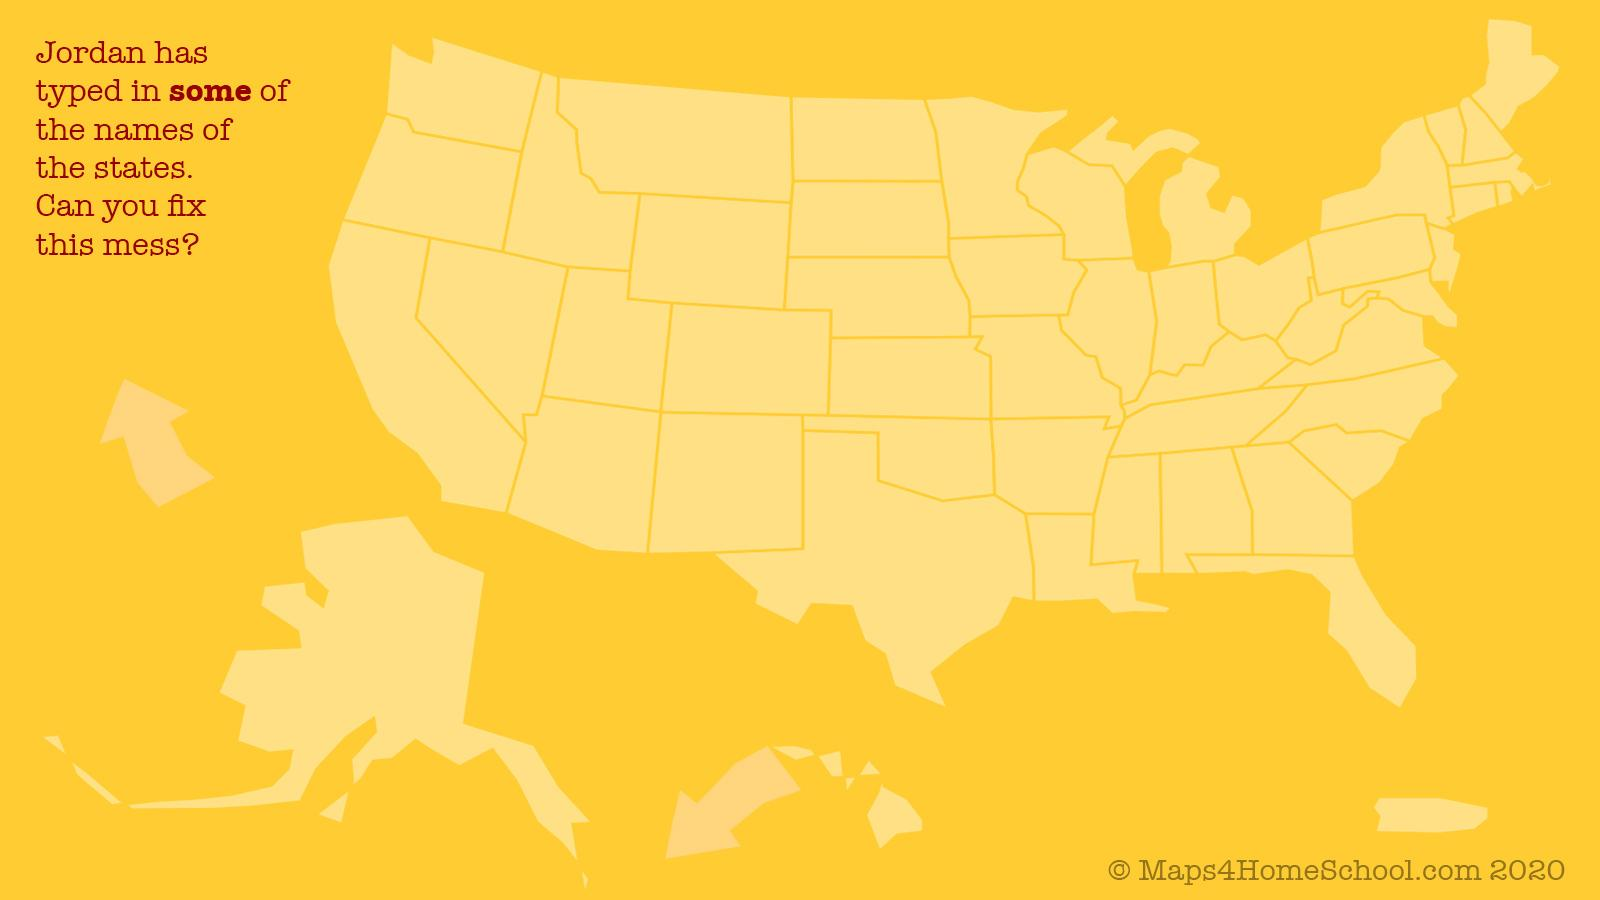 Jordan has
typed in some of
the names of
the states.
Can you fix
this mess?
© Maps4HomeSchool.com 2020